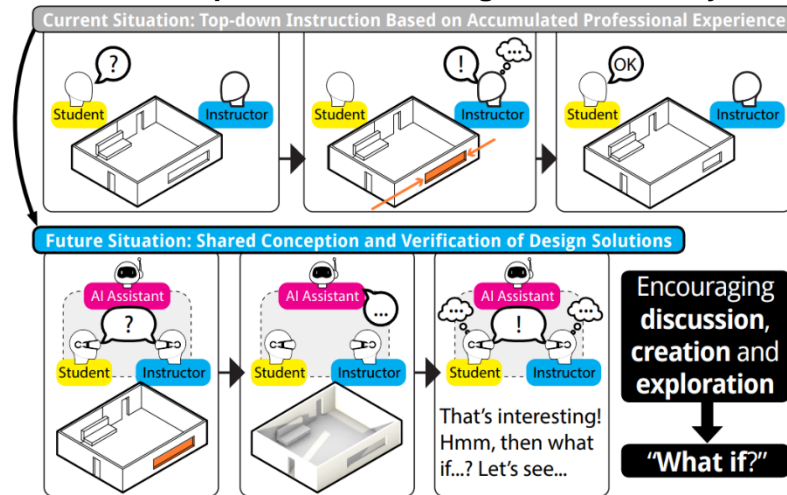 Current Situation: Top-down Instruction Based on Accumulated Professional Experience
?
Student
Instructor
!
...
Student
Instructor
OK
Student
Instructor
Future Situation: Shared Conception and Verification of Design Solutions
AI Assistant
?
Student
Instructor
AI Assistant
...
Student
Instructor
AI Assistant
...
!
...
Student
Instructor
That's interesting!
Hmm, then what
if...? Let's see...
Encouraging
discussion,
creation and
exploration
"What if?"